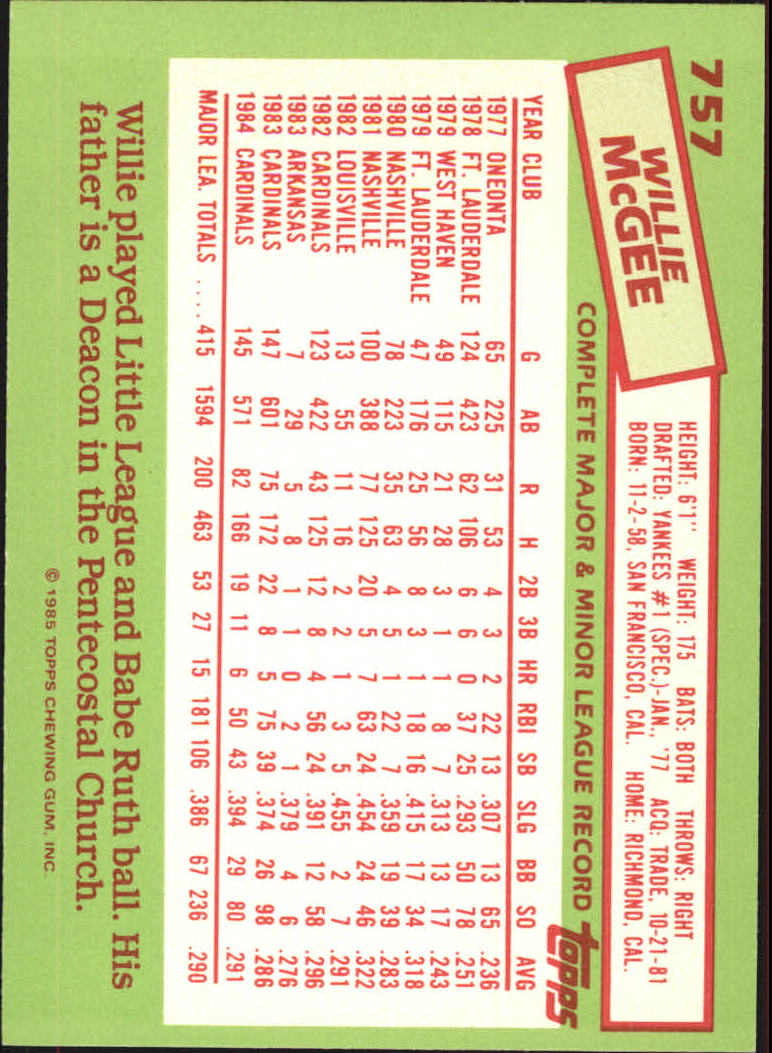 757
WILLIE
McGEE
HEIGHT: 6'1" WEIGHT: 175 BATS: BOTH THROWS: RIGHT
DRAFTED: YANKEES #1 (SPEC.)-JAN., '77 ACQ: TRADE, 10-21-81
BORN: 11-2-58, SAN FRANCISCO, CAL. HOME: RICHMOND, CAL.
COMPLETE MAJOR & MINOR LEAGUE RECORD
topps
YEAR CLUB G AB R H 2B 3B HR RBI SB SLG BB SO AVG
1977 ONEONTA 65 225 31 53 4 3 2 22 13 .307 13 65 .236
1978 FT. LAUDERDALE 124 423 62 106 6 6 0 37 25 .293 50 78 .251
1979 WEST HAVEN 49 115 21 28 3 1 1 8 7 .313 13 17 .243
1979 FT. LAUDERDALE 47 176 25 56 8 3 1 18 16 .415 17 34 .318
1980 NASHVILLE 78 223 35 63 4 5 1 22 7 .359 19 39 .283
1981 NASHVILLE 100 388 77 125 20 5 7 63 24 .454 24 46 .322
1982 LOUISVILLE 13 55 11 16 2 2 1 3 5 .455 2 7 .291
1982 CARDINALS 123 422 43 125 12 8 4 56 24 .391 12 58 .296
1983 ARKANSAS 7 29 5 8 1 1 0 2 1 .379 4 6 .276
1983 CARDINALS 147 601 75 172 22 8 5 75 39 .374 26 98 .286
1984 CARDINALS 145 571 82 166 19 11 6 50 43 .394 29 80 .291
MAJOR LEA. TOTALS .... 415 1594 200 463 53 27 15 181 106 .386 67 236 .290
Willie played Little League and Babe Ruth ball. His
father is a Deacon in the Pentecostal Church.
© 1985 TOPPS CHEWING GUM, INC.